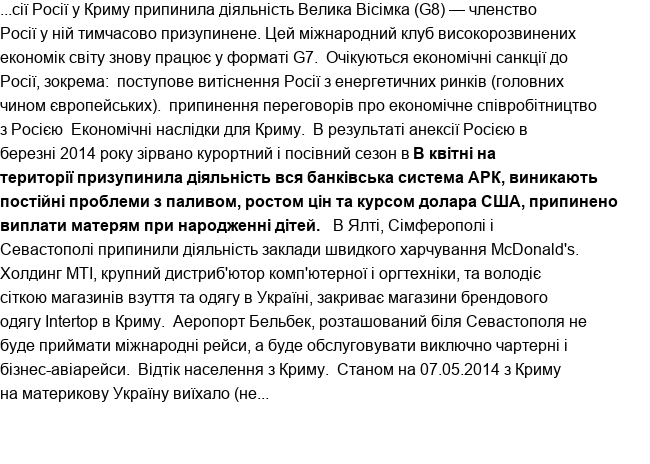 ...сії Росії у Криму припинила діяльність Велика Вісімка (G8) — членство
Росії у ній тимчасово призупинене. Цей міжнародний клуб високорозвинених
економік світу знову працює у форматі G7.  Очікуються економічні санкції до
Росії, зокрема:  поступове витіснення Росії з енергетичних ринків (головних
чином європейських).  припинення переговорів про економічне співробітництво
з Росією  Економічні наслідки для Криму.  В результаті анексії Росією в
березні 2014 року зірвано курортний і посівний сезон в В квітні на
території призупинила діяльність вся банківська система АРК, виникають
постійні проблеми з паливом, ростом цін та курсом долара США, припинено
виплати матерям при народженні дітей.   В Ялті, Сімферополі і
Севастополі припинили діяльність заклади швидкого харчування McDonald's.
Холдинг МТІ, крупний дистриб'ютор комп'ютерної і оргтехніки, та володіє
сіткою магазинів взуття та одягу в Україні, закриває магазини брендового
одягу Intertop в Криму.  Аеропорт Бельбек, розташований біля Севастополя не
буде приймати міжнародні рейси, а буде обслуговувати виключно чартерні і
бізнес-авіарейси.  Відтік населення з Криму.  Станом на 07.05.2014 з Криму
на материкову Україну виїхало (не...